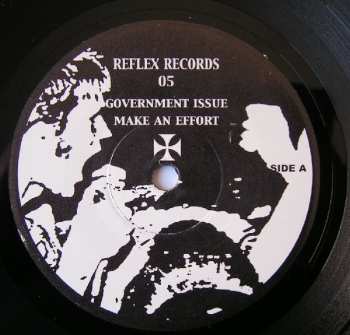 REFLEX RECORDS
05
GOVERNMENT ISSUE
MAKE AN EFFORT
SIDE A